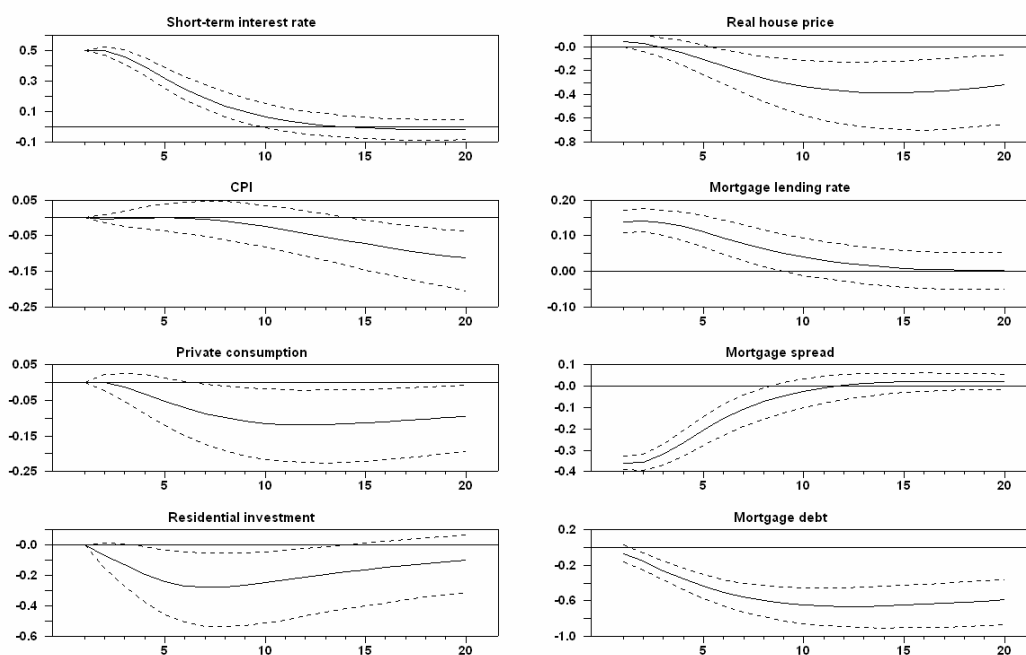 Short-term interest rate
0.5
0.3
0.1
-0.1
5 10 15 20
CPI
0.05
-0.05
-0.15
-0.25
5 10 15 20
Private consumption
0.05
-0.05
-0.15
-0.25
5 10 15 20
Residential investment
-0.0
-0.2
-0.4
-0.6
5 10 15 20
Real house price
-0.0
-0.2
-0.4
-0.6
-0.8
5 10 15 20
Mortgage lending rate
0.20
0.10
0.00
-0.10
5 10 15 20
Mortgage spread
0.1
-0.0
-0.1
-0.2
-0.3
-0.4
5 10 15 20
Mortgage debt
0.2
-0.2
-0.6
-1.0
5 10 15 20